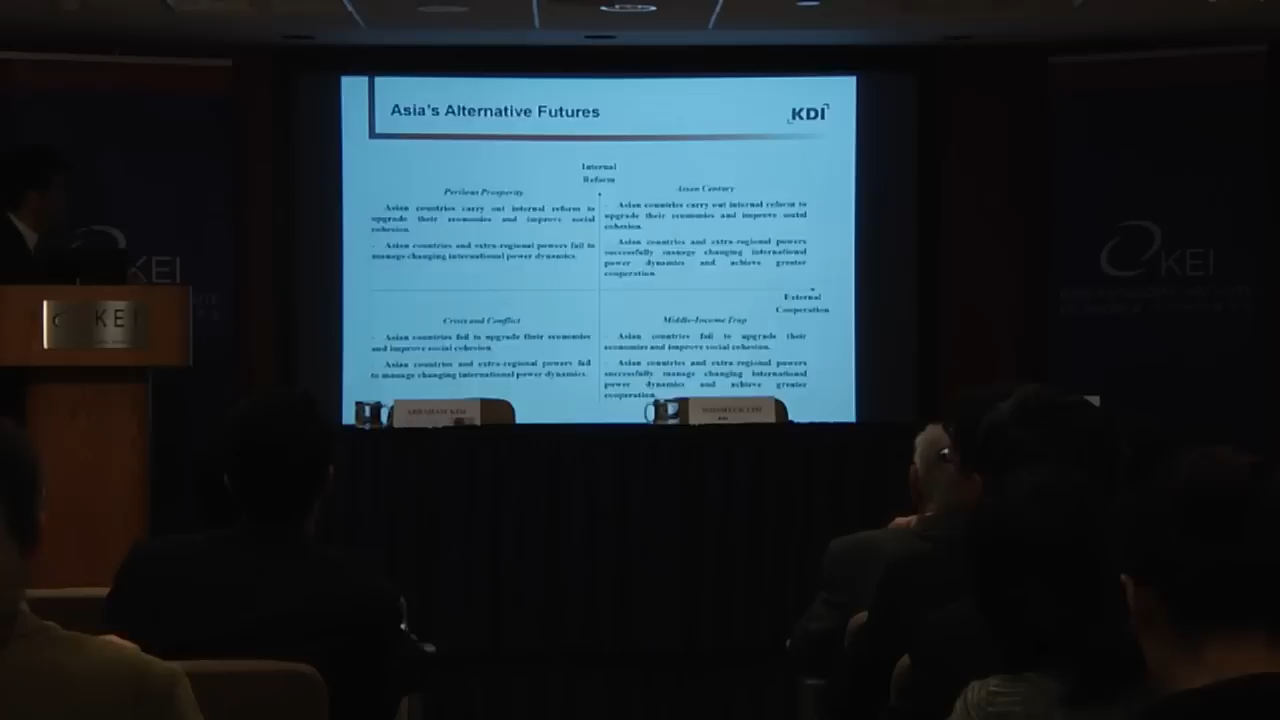 Asia's Alternative Futures
KDI
Internal
Reform
Perilous Prosperity
- Asian countries carry out internal reform to
upgrade their economies and improve social
cohesion.
- Asian countries and extra-regional powers fail to
manage changing international power dynamics.
Asian Century
- Asian countries carry out internal reform to
upgrade their economies and improve social
cohesion.
- Asian countries and extra-regional powers
successfully manage changing international
power dynamics and achieve greater
cooperation.
External
Cooperation
Crisis and Conflict
- Asian countries fail to upgrade their economies
and improve social cohesion.
- Asian countries and extra-regional powers fail
to manage changing international power dynamics.
Middle-Income Trap
- Asian countries fail to upgrade their
economies and improve social cohesion.
- Asian countries and extra-regional powers
successfully manage changing international
power dynamics and achieve greater
cooperation.
ABRAHAM KIM
KEI
KEI
KEI